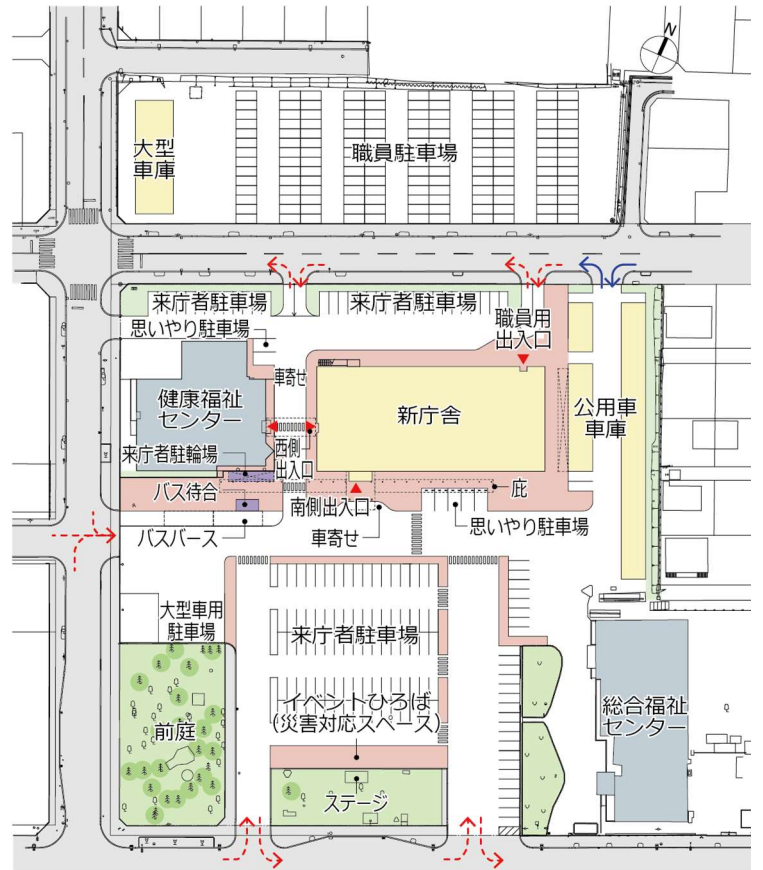 N
大型
車庫
職員駐車場
来庁者駐車場
来庁者駐車場
思いやり駐車場
職員用
出入口
車寄せ
健康福祉
センター
新庁舎
公用車
車庫
西側
出入口
来庁者駐輪場
バス待合
庇
南側出入口
思いやり駐車場
バスバース
車寄せ
大型車用
駐車場
来庁者駐車場
イベントひろば
(災害対応スペース)
前庭
総合福祉
センター
ステージ